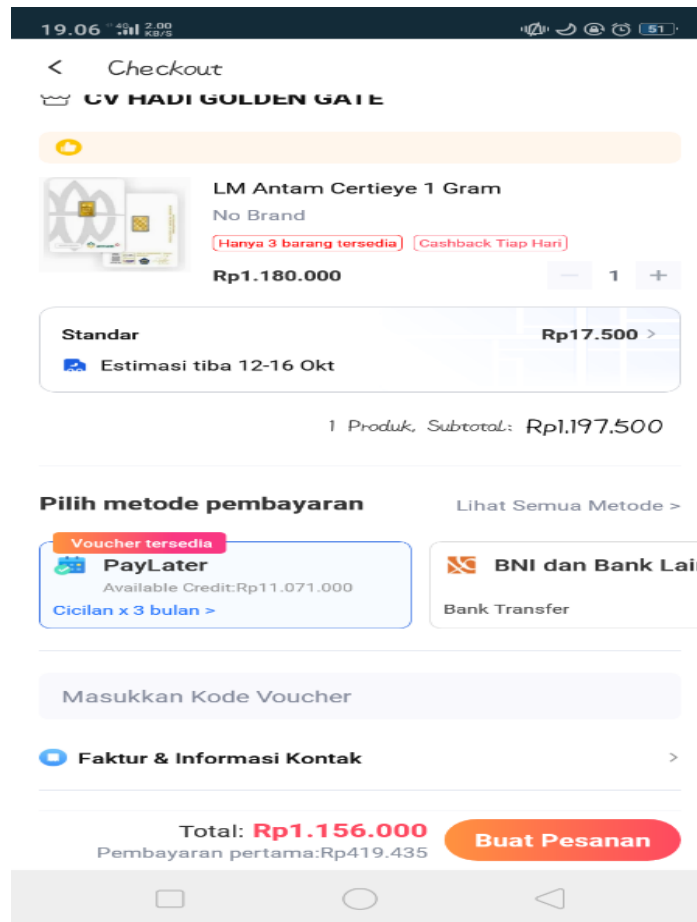 19.06 4G 2.00 KB/S 51
Checkout
CV HADI GOLDEN GATE
LM Antam Certieye 1 Gram
No Brand
Hanya 3 barang tersedia Cashback Tiap Hari
Rp1.180.000 1 +
Standar Rp17.500 >
Estimasi tiba 12-16 Okt
1 Produk, Subtotal: Rp1.197.500
Pilih metode pembayaran Lihat Semua Metode >
Voucher tersedia
PayLater BNI dan Bank Lai
Available Credit:Rp11.071.000
Cicilan x 3 bulan > Bank Transfer
Masukkan Kode Voucher
Faktur & Informasi Kontak >
Total: Rp1.156.000 Buat Pesanan
Pembayaran pertama:Rp419.435